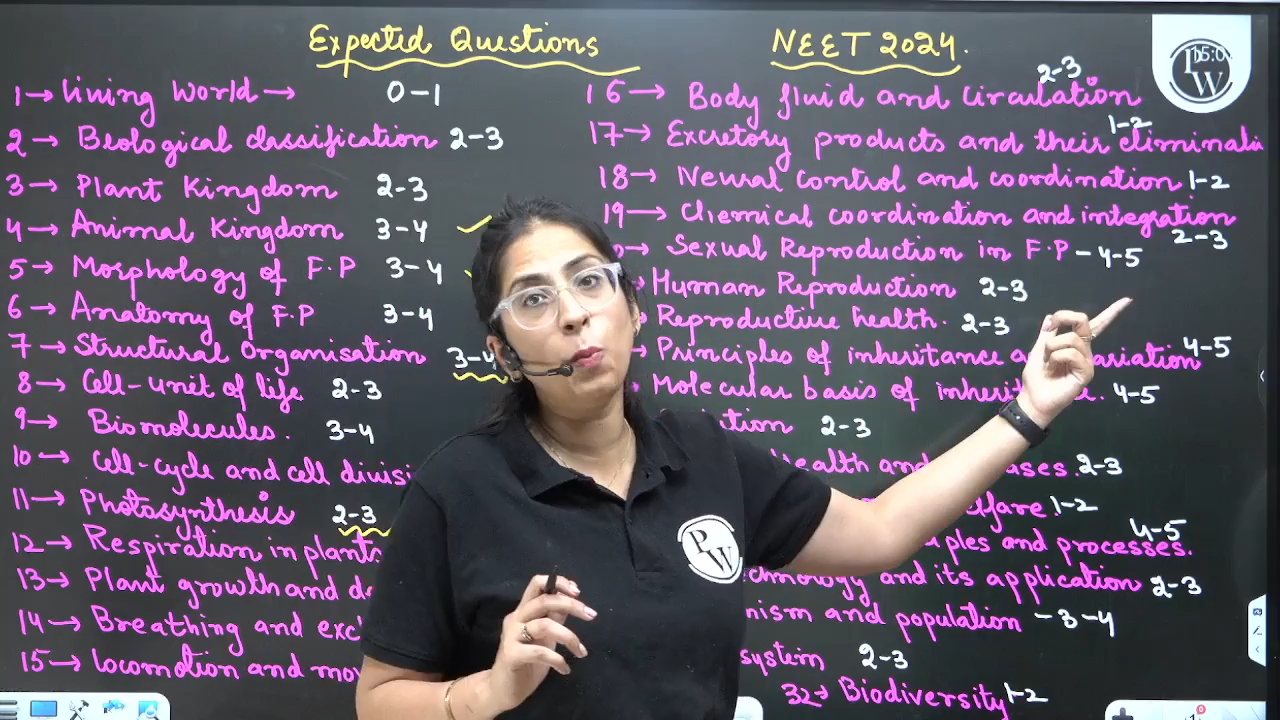 Expected Questions
NEET 2024.
1→ Living World → 0-1
2→ Biological classification 2-3
3→ Plant Kingdom 2-3
4→ Animal Kingdom 3-4
5→ Morphology of F.P 3-4
6→ Anatomy of F.P 3-4
7→ Structural Organisation 3-4
8→ Cell-unit of life 2-3
9→ Biomolecules. 3-4
10→ Cell-cycle and cell divisi
11→ Photosynthesis 2-3
12→ Respiration in plants.
13→ Plant growth and de
14→ Breathing and exc
15→ Locomotion and mov
16→ Body fluid and circulation 2-3
17→ Excretory products and their eliminati 1-2
18→ Neural control and coordination 1-2
19→ Chemical coordination and integration 2-3
Sexual Reproduction in F.P - 4-5
Human Reproduction 2-3
Reproductive health. 2-3
Principles of inheritance a variation 4-5
Molecular basis of inherit e. 4-5
ution 2-3
health and ases. 2-3
elfare. 1-2
iples and processes. 4-5
chnology and its application 2-3
nism and population - 3-4
system 2-3
32→ Biodiversity 1-2
PW
PW